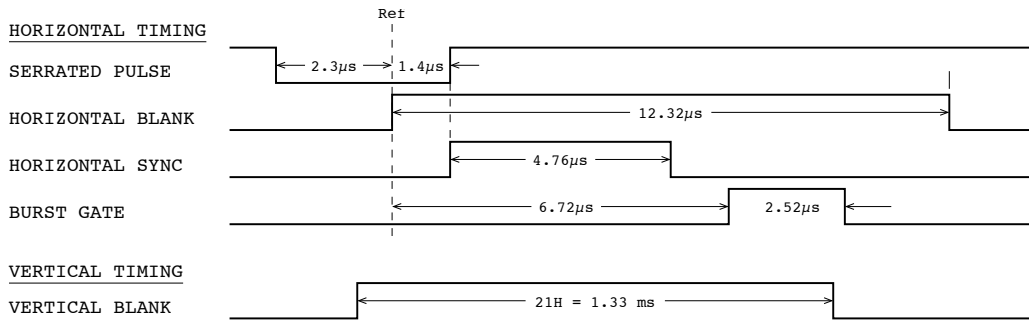 Ref
HORIZONTAL TIMING
SERRATED PULSE
2.3µs
1.4µs
HORIZONTAL BLANK
12.32µs
HORIZONTAL SYNC
4.76µs
BURST GATE
6.72µs
2.52µs
VERTICAL TIMING
VERTICAL BLANK
21H = 1.33 ms